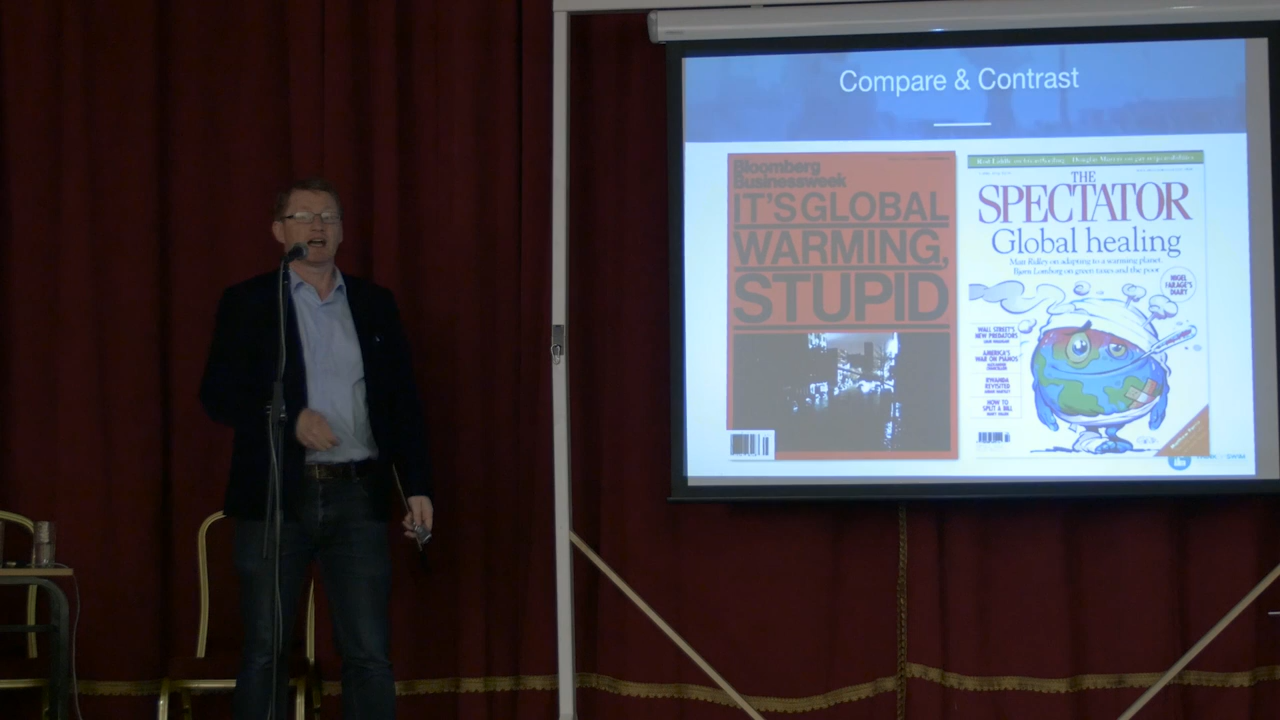 Compare & Contrast
Bloomberg
Businessweek
IT'S GLOBAL
WARMING,
STUPID
THE
SPECTATOR
Global healing
Matt Ridley on adapting to a warming planet.
Bjørn Lomborg on green taxes and the poor
NIGEL
FARAGE'S
DIARY
WALL STREET'S
NEW PREDATORS
AMERICA'S
WAR ON PIANOS
RWANDA
REVISITED
HOW TO
SPLIT A BILL